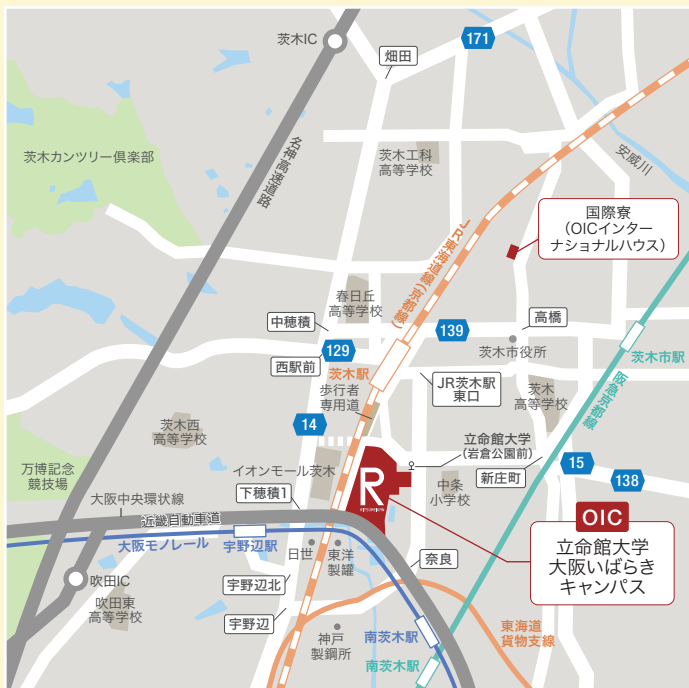 茨木IC
171
畑田
茨木カンツリー倶楽部
名神高速道路
茨木工科
高等学校
安威川
国際寮
(OICインター
ナショナルハウス)
JR東海道線(京都線)
春日丘
高等学校
中穂積
139
高橋
129
西駅前
茨木駅
茨木市役所
茨木市駅
歩行者
専用道
JR茨木駅
東口
茨木
高等学校
阪急京都線
14
茨木西
高等学校
立命館大学
(岩倉公園前)
万博記念
競技場
イオンモール茨木
R
RITSUMEIKAN
中条
小学校
新庄町
15
138
大阪中央環状線
下穂積1
近畿自動車道
OIC
立命館大学
大阪いばらき
キャンパス
大阪モノレール
宇野辺駅
日世
東洋
製罐
奈良
吹田IC
吹田東
高等学校
宇野辺北
宇野辺
神戸
製鋼所
南茨木駅
東海道
貨物支線
南茨木駅